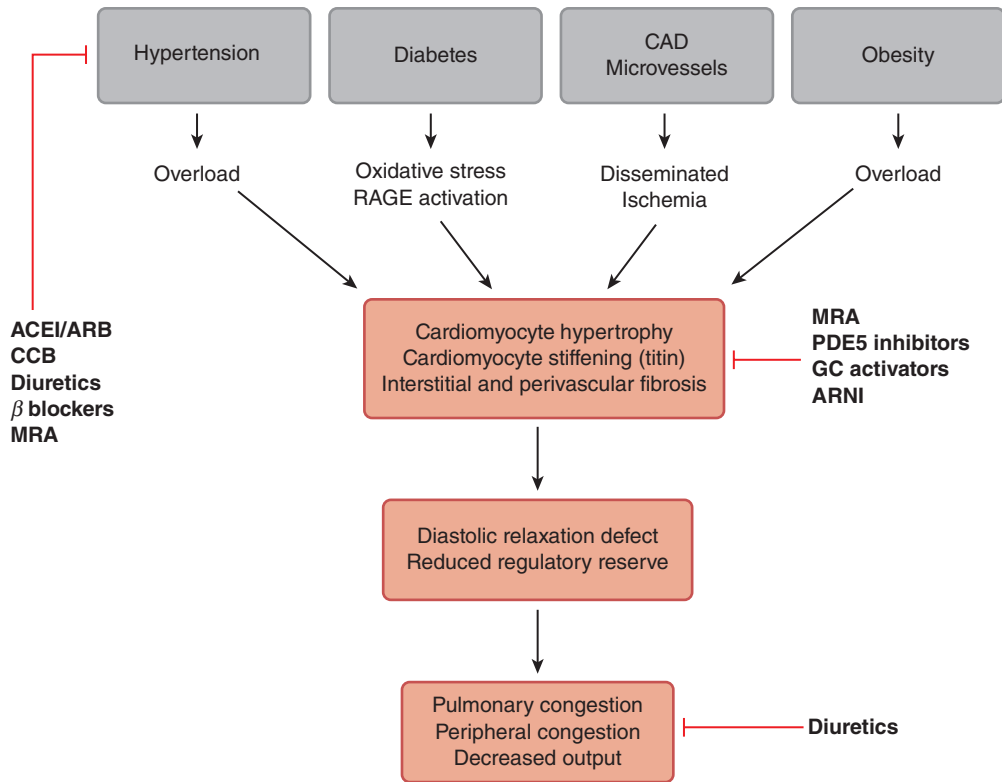 Hypertension
Diabetes
CAD
Microvessels
Obesity
Overload
Oxidative stress
RAGE activation
Disseminated
Ischemia
Overload
ACEI/ARB
CCB
Diuretics
β blockers
MRA
Cardiomyocyte hypertrophy
Cardiomyocyte stiffening (titin)
Interstitial and perivascular fibrosis
MRA
PDE5 inhibitors
GC activators
ARNI
Diastolic relaxation defect
Reduced regulatory reserve
Pulmonary congestion
Peripheral congestion
Decreased output
Diuretics